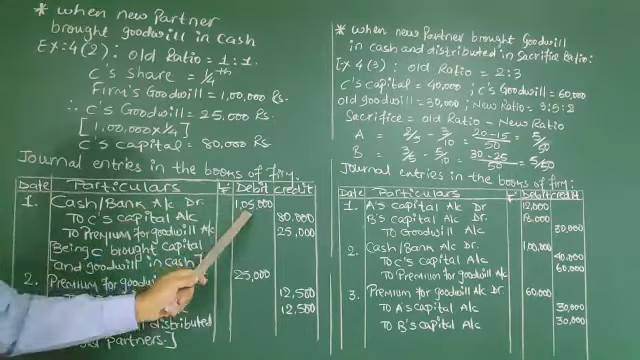 * when new Partner
brought goodwill in cash
Ex: 4(2): old Ratio = 1:1
C's share = 1/4th
Firm's Goodwill = 1,00,000 Rs.
∴ C's Goodwill = 25,000 Rs
[1,00,000 x 1/4]
C's capital = 80,000 Rs
Journal entries in the books of firm.
Date Particulars L.F Debit credit
1. Cash/Bank A/c Dr. 1,05,000
To C's capital A/c 80,000
To Premium for goodwill A/c 25,000
[Being C brought capital
and goodwill in cash]
2. Premium for goodwill 25,000
12,500
12,500
distributed
partners.]
* when new Partner brought Goodwill
in cash and distributed in Sacrifice Ratio:
Ex 4(3): old Ratio = 2:3
C's capital = 40,000; C's Goodwill = 60,000
old goodwill = 30,000; New Ratio = 3:5:2
Sacrifice = old Ratio - New Ratio
A = 2/5 - 3/10 = 20-15/50 = 5/50
B = 3/5 - 5/10 = 30-25/50 = 5/50
Journal entries in the books of firm:
Date Particulars L.F Debit credit
1. A's capital A/c Dr. 12,000
B's capital A/c Dr. 18,000
To Goodwill A/c 30,000
2. Cash/Bank A/c Dr. 1,00,000
To C's capital A/c 40,000
To Premium for goodwill A/c 60,000
3. Premium for goodwill A/c Dr 60,000
To A's capital A/c 30,000
To B's capital A/c 30,000